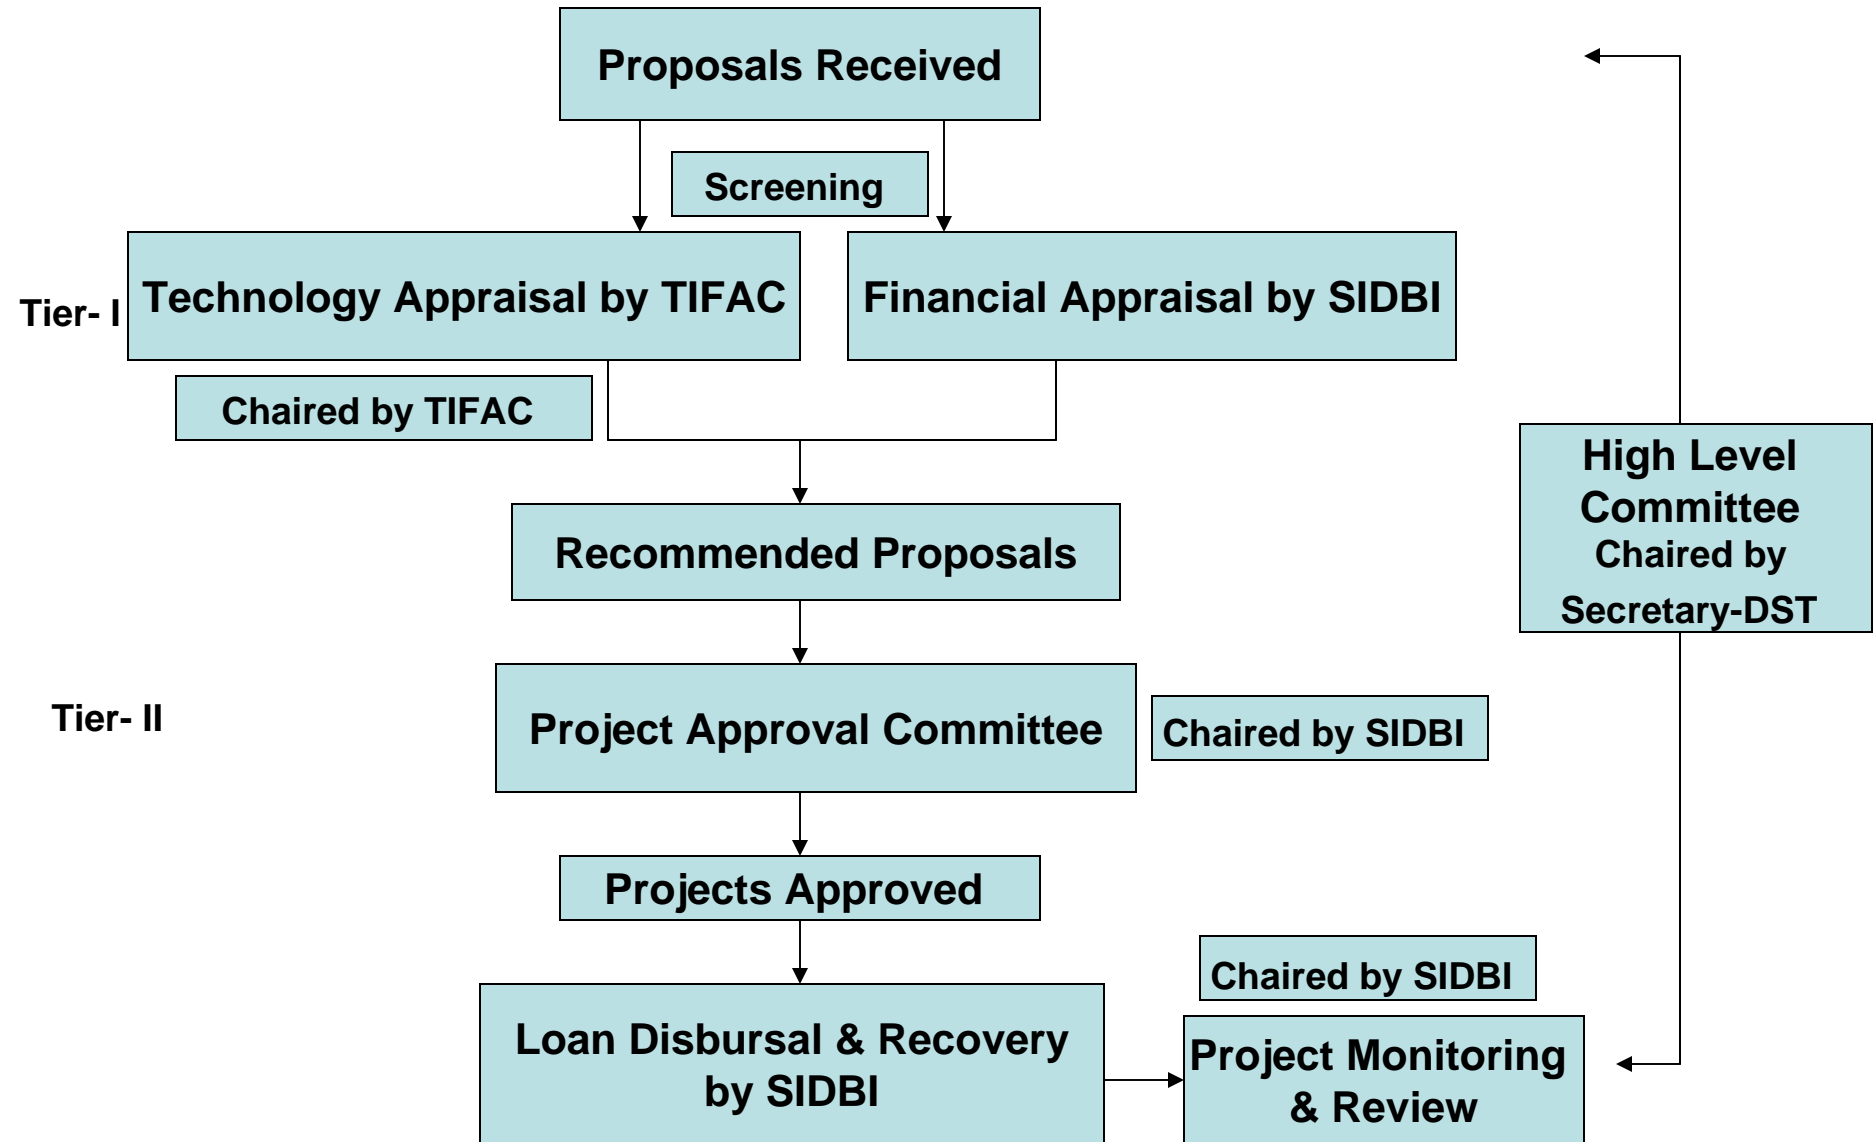 Proposals Received
Screening
Tier- I
Technology Appraisal by TIFAC
Financial Appraisal by SIDBI
Chaired by TIFAC
High Level
Committee
Chaired by
Secretary-DST
Recommended Proposals
Tier- II
Project Approval Committee
Chaired by SIDBI
Projects Approved
Chaired by SIDBI
Loan Disbursal & Recovery
by SIDBI
Project Monitoring
& Review